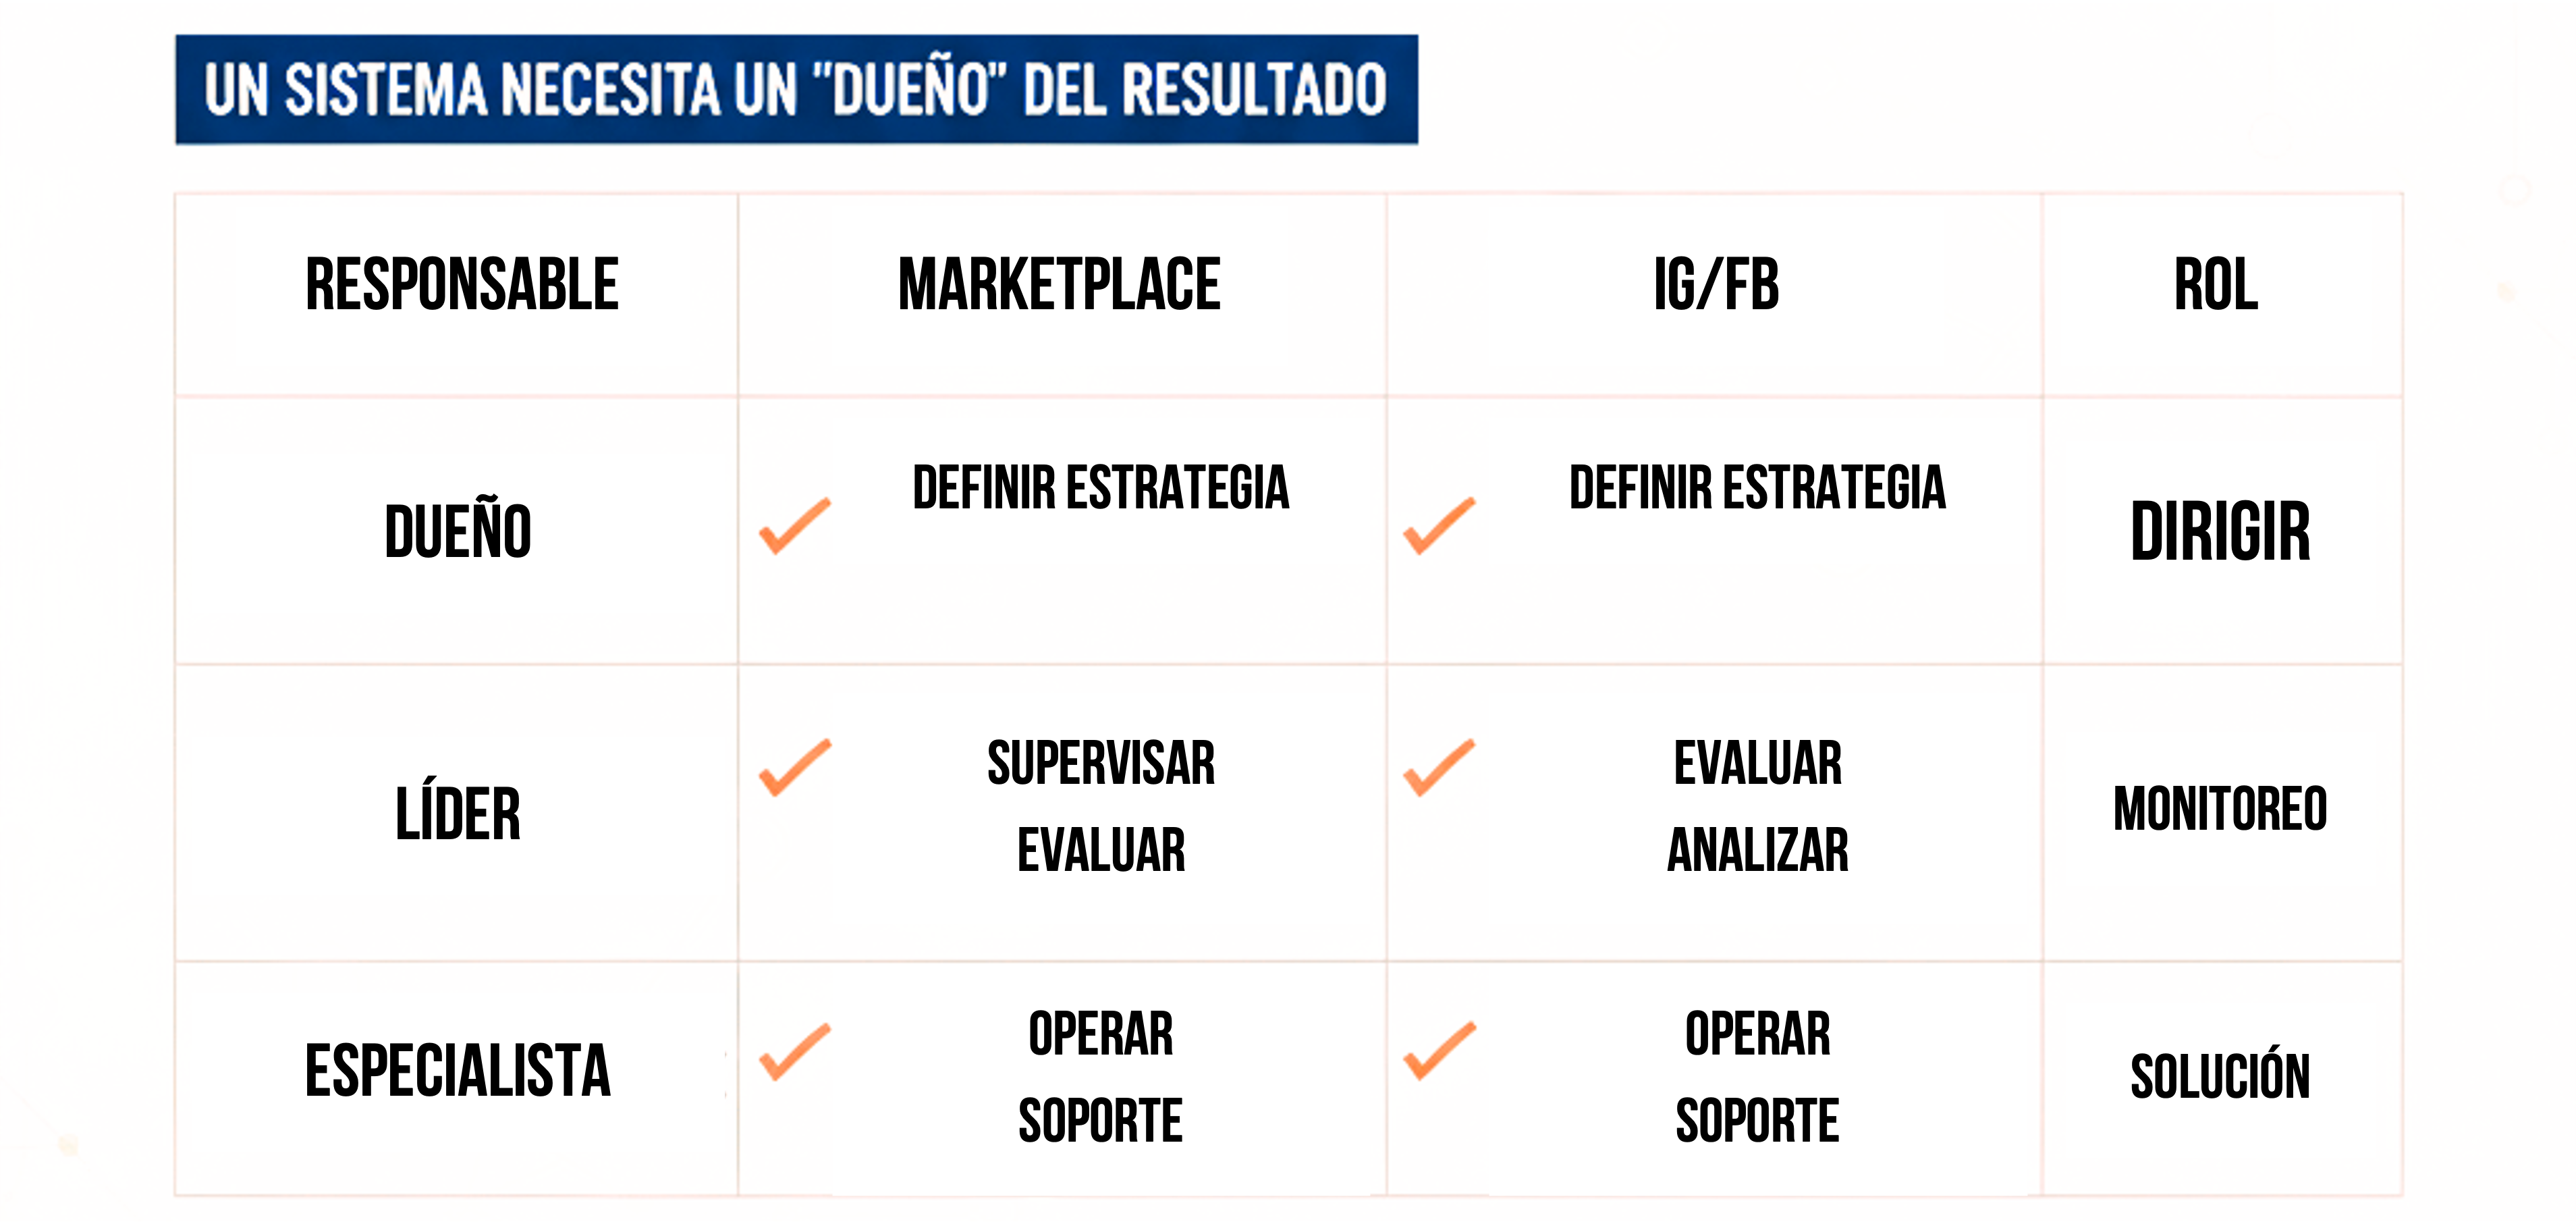 UN SISTEMA NECESITA UN "DUEÑO" DEL RESULTADO
RESPONSABLE
MARKETPLACE
IG/FB
ROL
DUEÑO
DEFINIR ESTRATEGIA
DEFINIR ESTRATEGIA
DIRIGIR
LÍDER
SUPERVISAR
EVALUAR
EVALUAR
ANALIZAR
MONITOREO
ESPECIALISTA
OPERAR
SOPORTE
OPERAR
SOPORTE
SOLUCIÓN